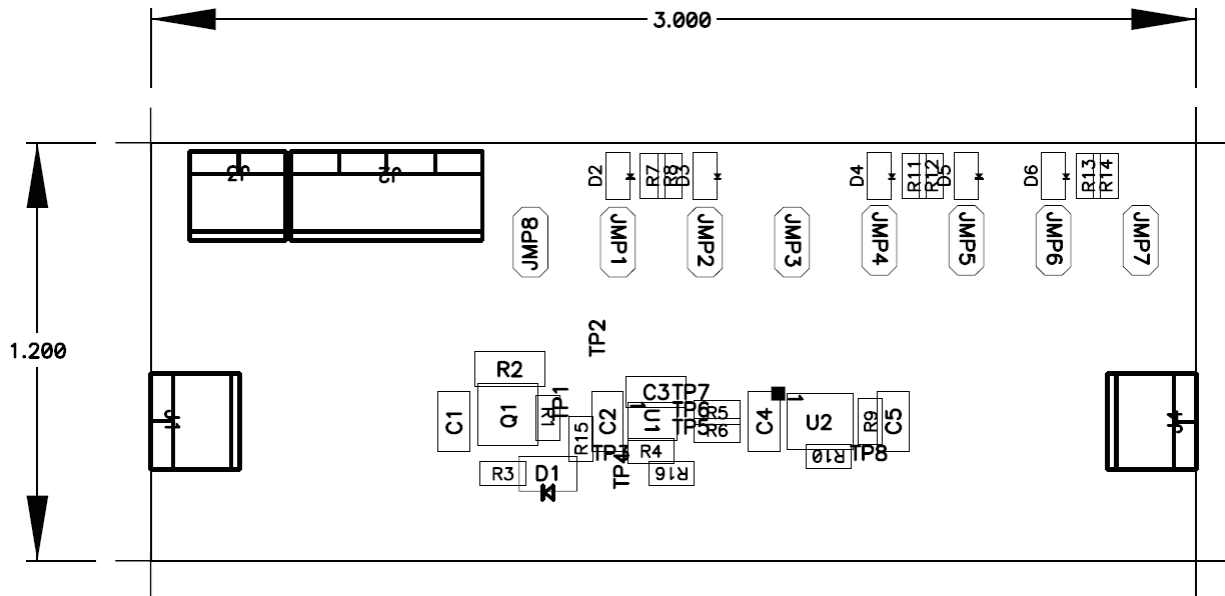 3.000
J3
J2
D2
R7
R8
D3
D4
R11
R12
D5
D6
R13
R14
JMP8
JMP1
JMP2
JMP3
JMP4
JMP5
JMP6
JMP7
1.200
TP2
R2
C3
TP7
J1
C1
Q1
R1
TP1
R15
C2
1
U1
TP6
R5
TP5
R6
C4
1
U2
R9
C5
J4
TP3
R4
R10
TP8
R3
D1
TP4
R16